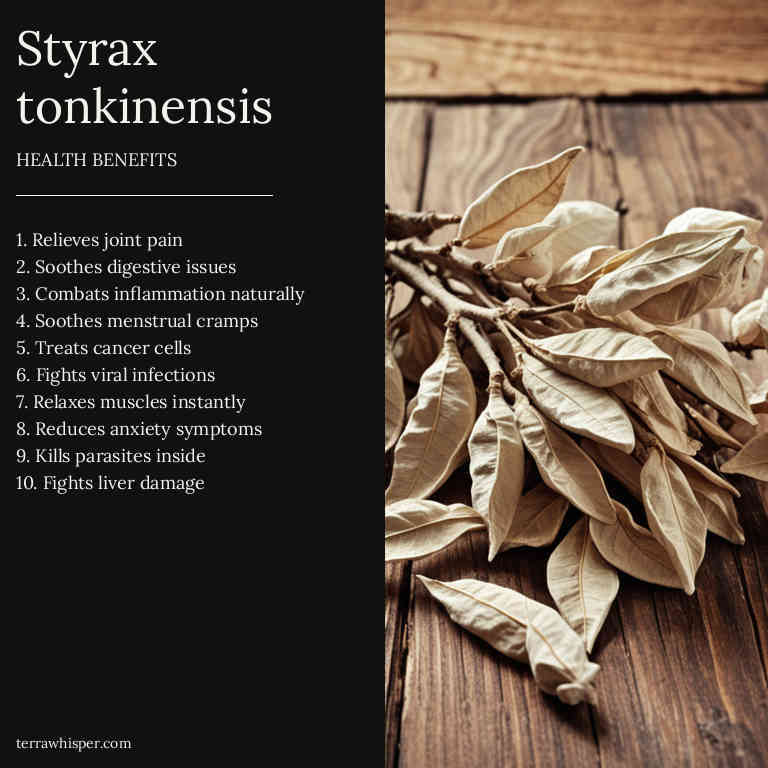 Styrax
tonkinensis
HEALTH BENEFITS
1. Relieves joint pain
2. Soothes digestive issues
3. Combats inflammation naturally
4. Soothes menstrual cramps
5. Treats cancer cells
6. Fights viral infections
7. Relaxes muscles instantly
8. Reduces anxiety symptoms
9. Kills parasites inside
10. Fights liver damage
terrawhisper.com